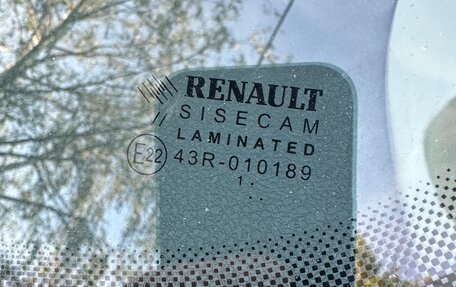 RENAULT
SISECAM
LAMINATED
E22 43R-010189
1..